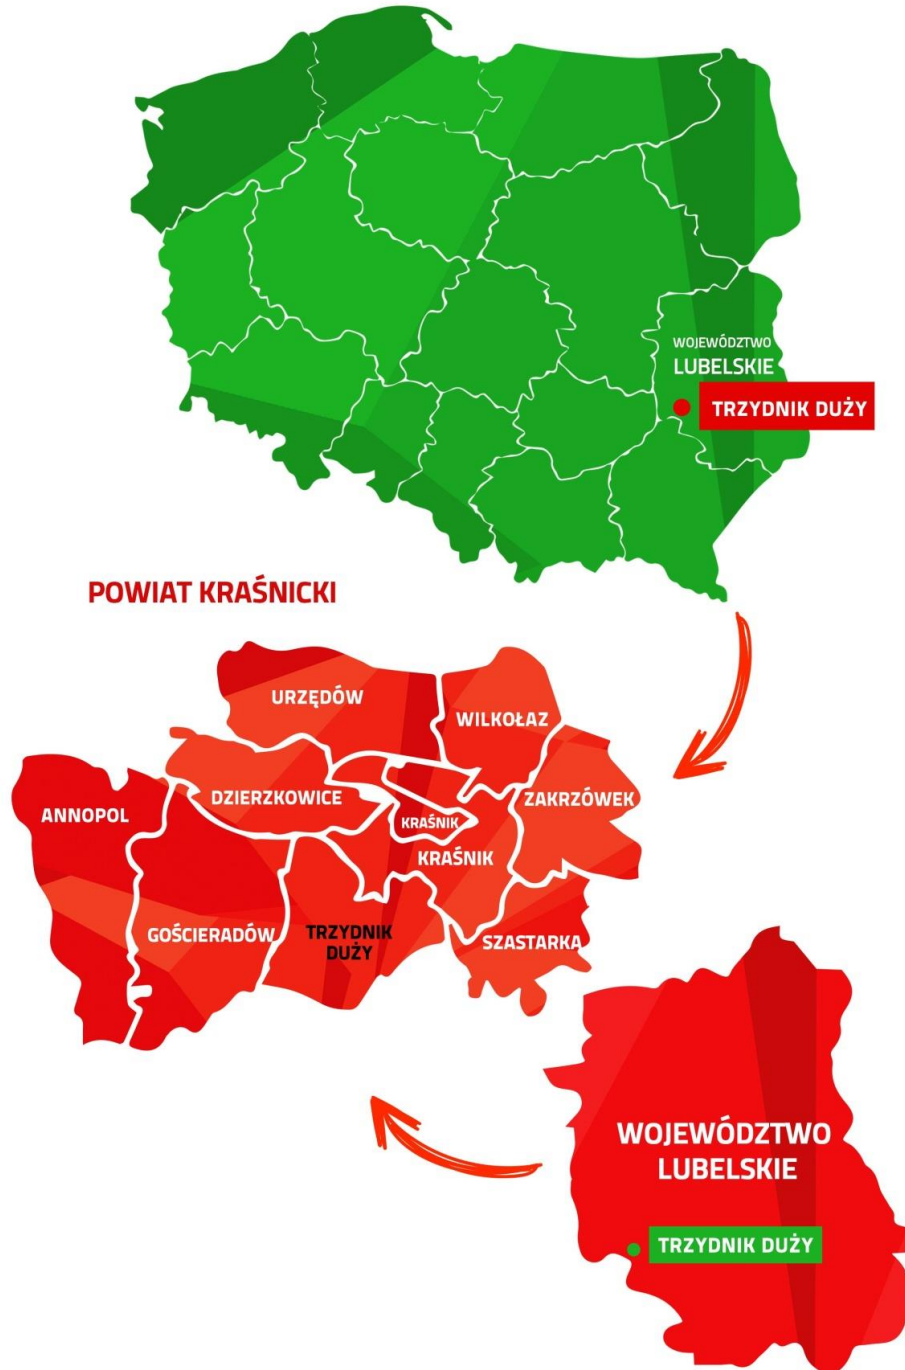 WOJEWÓDZTWO
LUBELSKIE
TRZYDNIK DUŻY
POWIAT KRAŚNICKI
URZĘDÓW
WILKOŁAZ
DZIERZKOWICE
ZAKRZÓWEK
ANNOPOL
KRAŚNIK
KRAŚNIK
GOŚCIERADÓW
TRZYDNIK
DUŻY
SZASTARKA
WOJEWÓDZTWO
LUBELSKIE
TRZYDNIK DUŻY